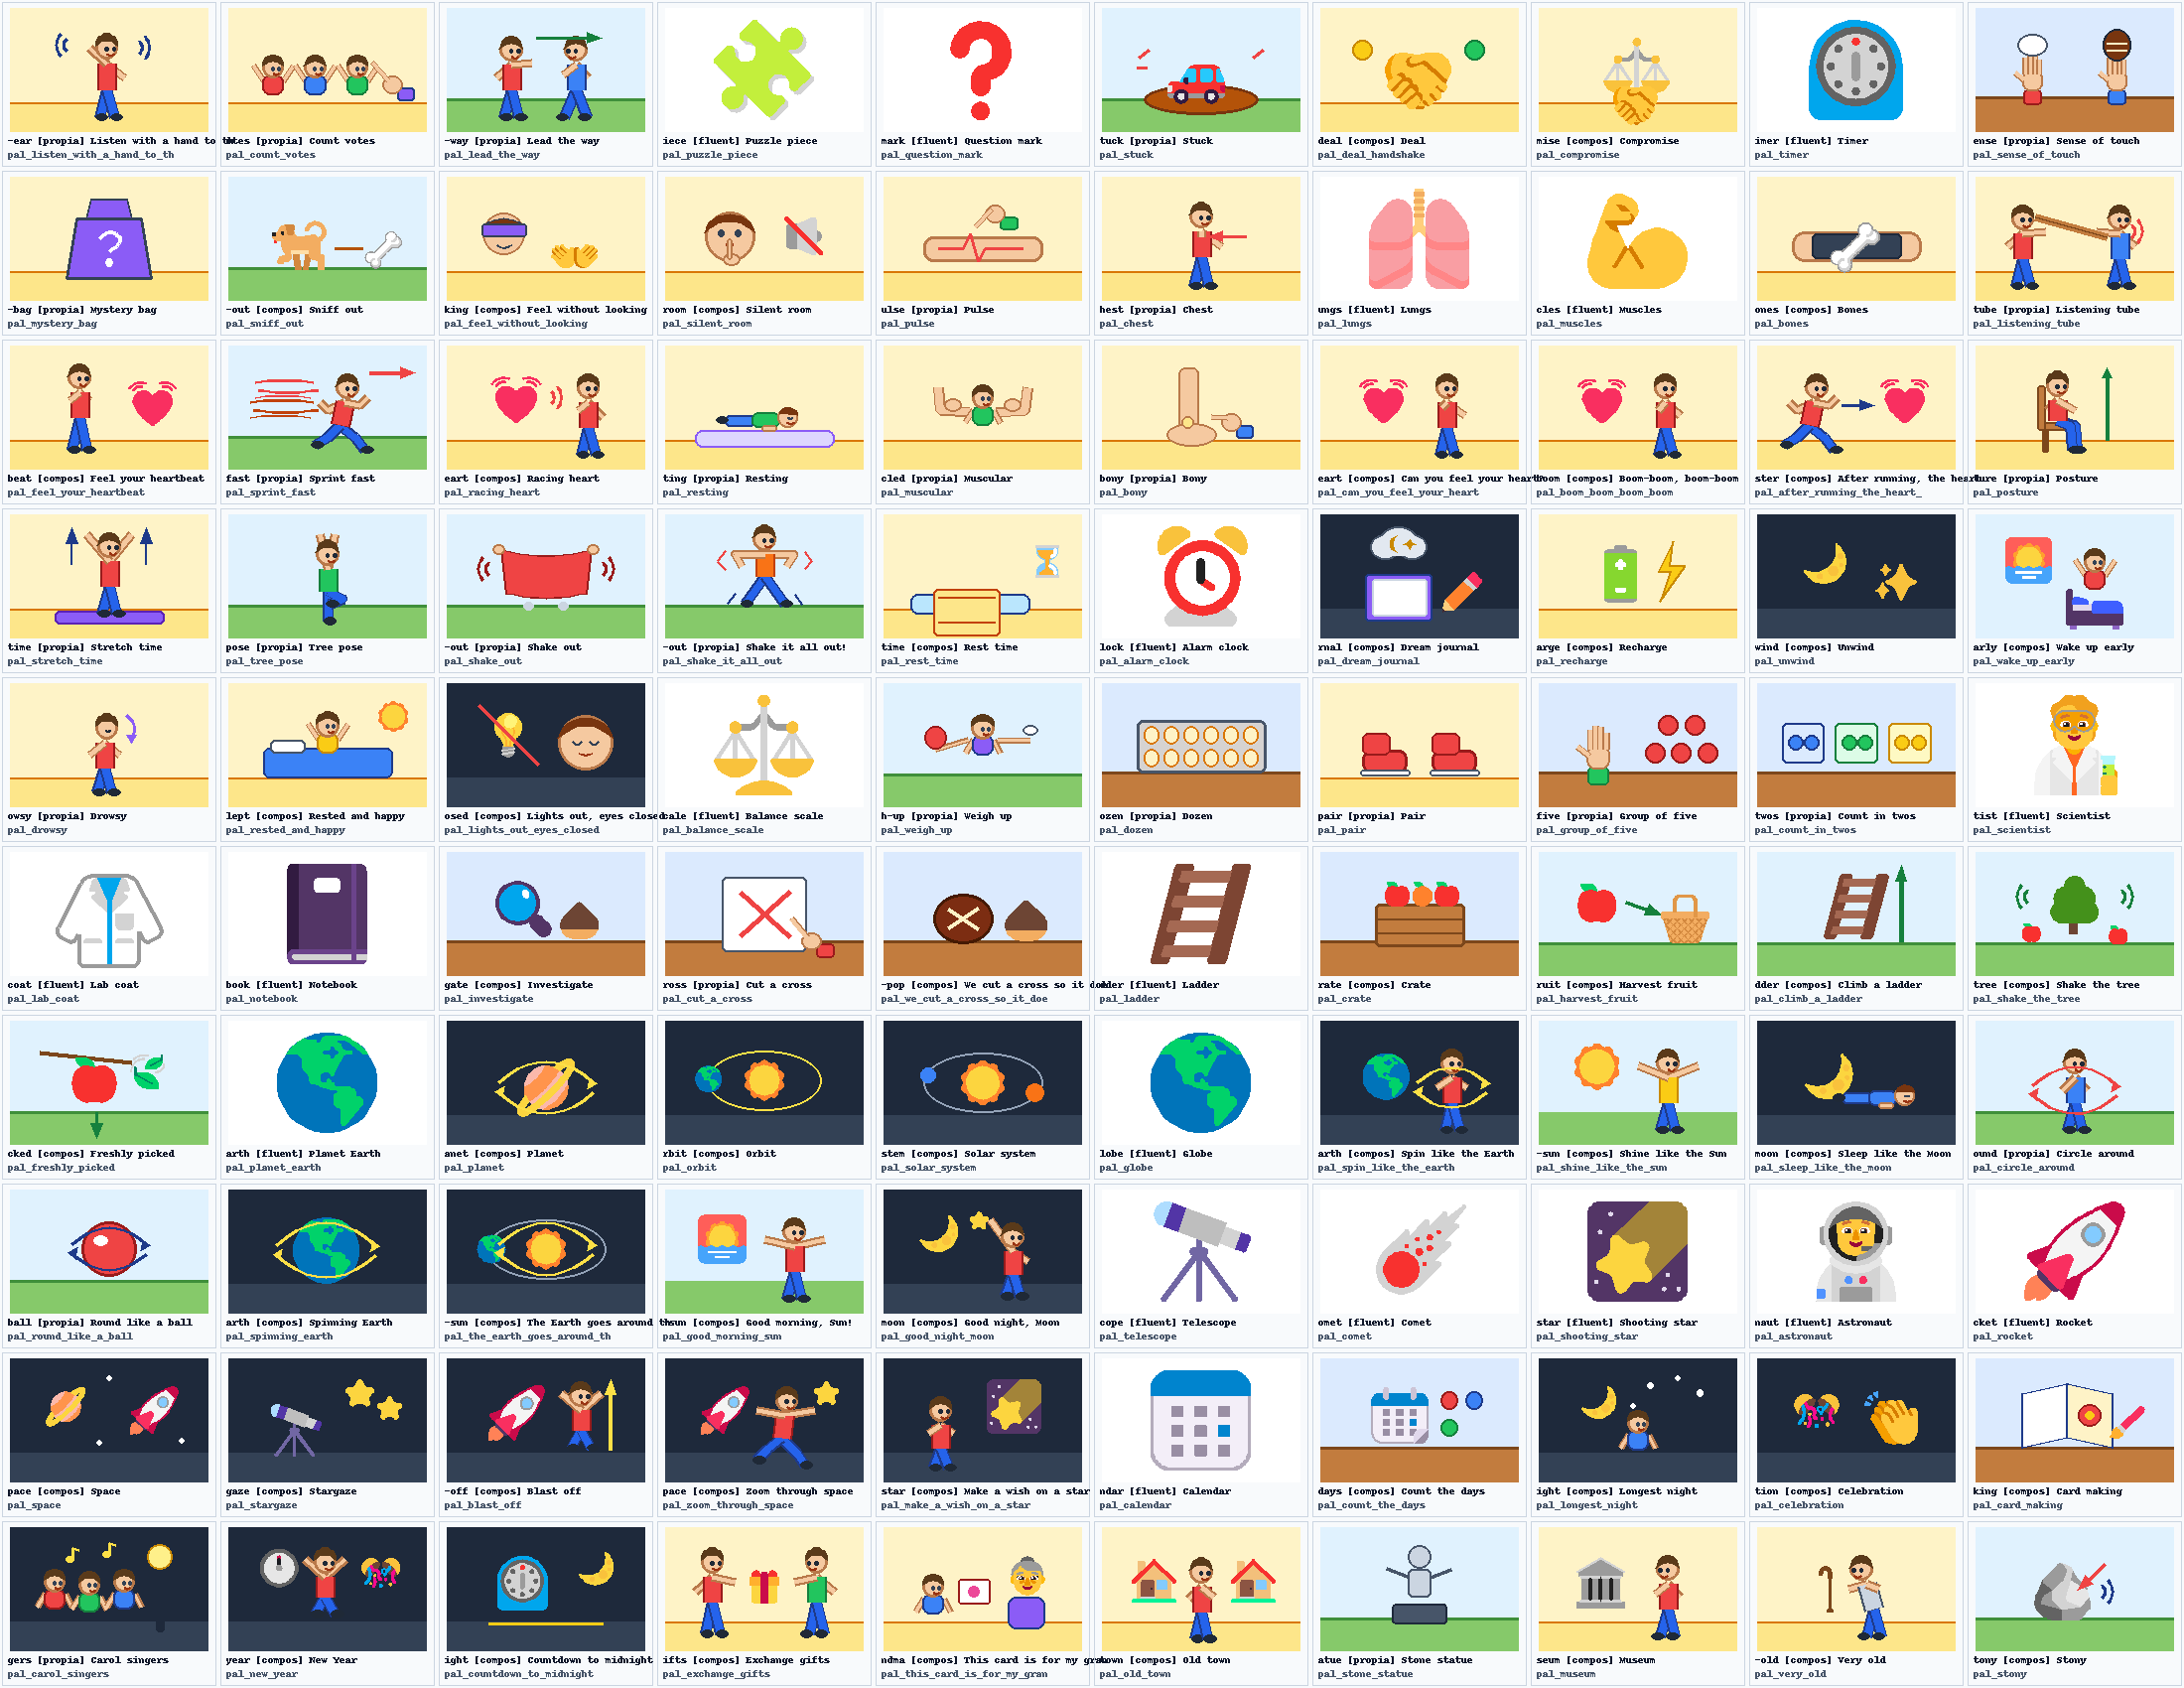 -ear [propia] Listen with a hand to
pal_listen_with_a_hand_to_th
[propia] Count votes
pal_count_votes
-way [propia] Lead the way
pal_lead_the_way
iece [fluent] Puzzle piece
pal_puzzle_piece
mark [fluent] Question mark
pal_question_mark
tuck [propia] Stuck
pal_stuck
deal [compos] Deal
pal_deal_handshake
mise [compos] Compromise
pal_compromise
imer [fluent] Timer
pal_timer
ense [propia] Sense of touch
pal_sense_of_touch
?
-bag [propia] Mystery bag
pal_mystery_bag
-out [compos] Sniff out
pal_sniff_out
king [compos] Feel without looking
pal_feel_without_looking
room [compos] Silent room
pal_silent_room
ulse [propia] Pulse
pal_pulse
hest [propia] Chest
pal_chest
ungs [fluent] Lungs
pal_lungs
cles [fluent] Muscles
pal_muscles
ones [compos] Bones
pal_bones
tube [propia] Listening tube
pal_listening_tube
beat [compos] Feel your heartbeat
pal_feel_your_heartbeat
fast [propia] Sprint fast
pal_sprint_fast
eart [compos] Racing heart
pal_racing_heart
ting [propia] Resting
pal_resting
cled [propia] Muscular
pal_muscular
bony [propia] Bony
pal_bony
eart [compos] Can you feel your heart
pal_can_you_feel_your_heart
boom [compos] Boom-boom, boom-boom
pal_boom_boom_boom_boom
ster [compos] After running, the heart
pal_after_running_the_heart_
ture [propia] Posture
pal_posture
time [propia] Stretch time
pal_stretch_time
pose [propia] Tree pose
pal_tree_pose
-out [propia] Shake out
pal_shake_out
-out [propia] Shake it all out!
pal_shake_it_all_out
time [compos] Rest time
pal_rest_time
lock [fluent] Alarm clock
pal_alarm_clock
rnal [compos] Dream journal
pal_dream_journal
arge [compos] Recharge
pal_recharge
wind [compos] Unwind
pal_unwind
arly [compos] Wake up early
pal_wake_up_early
owsy [propia] Drowsy
pal_drowsy
lept [compos] Rested and happy
pal_rested_and_happy
osed [compos] Lights out, eyes closed
pal_lights_out_eyes_closed
cale [fluent] Balance scale
pal_balance_scale
h-up [propia] Weigh up
pal_weigh_up
ozen [propia] Dozen
pal_dozen
pair [propia] Pair
pal_pair
five [propia] Group of five
pal_group_of_five
twos [propia] Count in twos
pal_count_in_twos
tist [fluent] Scientist
pal_scientist
coat [fluent] Lab coat
pal_lab_coat
book [fluent] Notebook
pal_notebook
gate [compos] Investigate
pal_investigate
ross [propia] Cut a cross
pal_cut_a_cross
-pop [compos] We cut a cross so it
pal_we_cut_a_cross_so_it_doe
dder [fluent] Ladder
pal_ladder
rate [compos] Crate
pal_crate
ruit [compos] Harvest fruit
pal_harvest_fruit
dder [compos] Climb a ladder
pal_climb_a_ladder
tree [compos] Shake the tree
pal_shake_the_tree
cked [compos] Freshly picked
pal_freshly_picked
arth [fluent] Planet Earth
pal_planet_earth
anet [compos] Planet
pal_planet
rbit [compos] Orbit
pal_orbit
stem [compos] Solar system
pal_solar_system
lobe [fluent] Globe
pal_globe
arth [compos] Spin like the Earth
pal_spin_like_the_earth
-sun [compos] Shine like the Sun
pal_shine_like_the_sun
moon [compos] Sleep like the Moon
pal_sleep_like_the_moon
ound [propia] Circle around
pal_circle_around
ball [propia] Round like a ball
pal_round_like_a_ball
arth [compos] Spinning Earth
pal_spinning_earth
-sun [compos] The Earth goes around
pal_the_earth_goes_around_th
-sun [compos] Good morning, Sun!
pal_good_morning_sun
moon [compos] Good night, Moon
pal_good_night_moon
cope [fluent] Telescope
pal_telescope
omet [fluent] Comet
pal_comet
star [fluent] Shooting star
pal_shooting_star
naut [fluent] Astronaut
pal_astronaut
cket [fluent] Rocket
pal_rocket
pace [compos] Space
pal_space
gaze [compos] Stargaze
pal_stargaze
-off [compos] Blast off
pal_blast_off
pace [compos] Zoom through space
pal_zoom_through_space
star [compos] Make a wish on a star
pal_make_a_wish_on_a_star
ndar [fluent] Calendar
pal_calendar
days [compos] Count the days
pal_count_the_days
ight [compos] Longest night
pal_longest_night
tion [compos] Celebration
pal_celebration
king [compos] Card making
pal_card_making
gers [propia] Carol singers
pal_carol_singers
year [compos] New Year
pal_new_year
ight [compos] Countdown to midnight
pal_countdown_to_midnight
ifts [compos] Exchange gifts
pal_exchange_gifts
ndma [compos] This card is for my
pal_this_card_is_for_my_gran
town [compos] Old town
pal_old_town
atue [propia] Stone statue
pal_stone_statue
seum [compos] Museum
pal_museum
-old [compos] Very old
pal_very_old
tony [compos] Stony
pal_stony